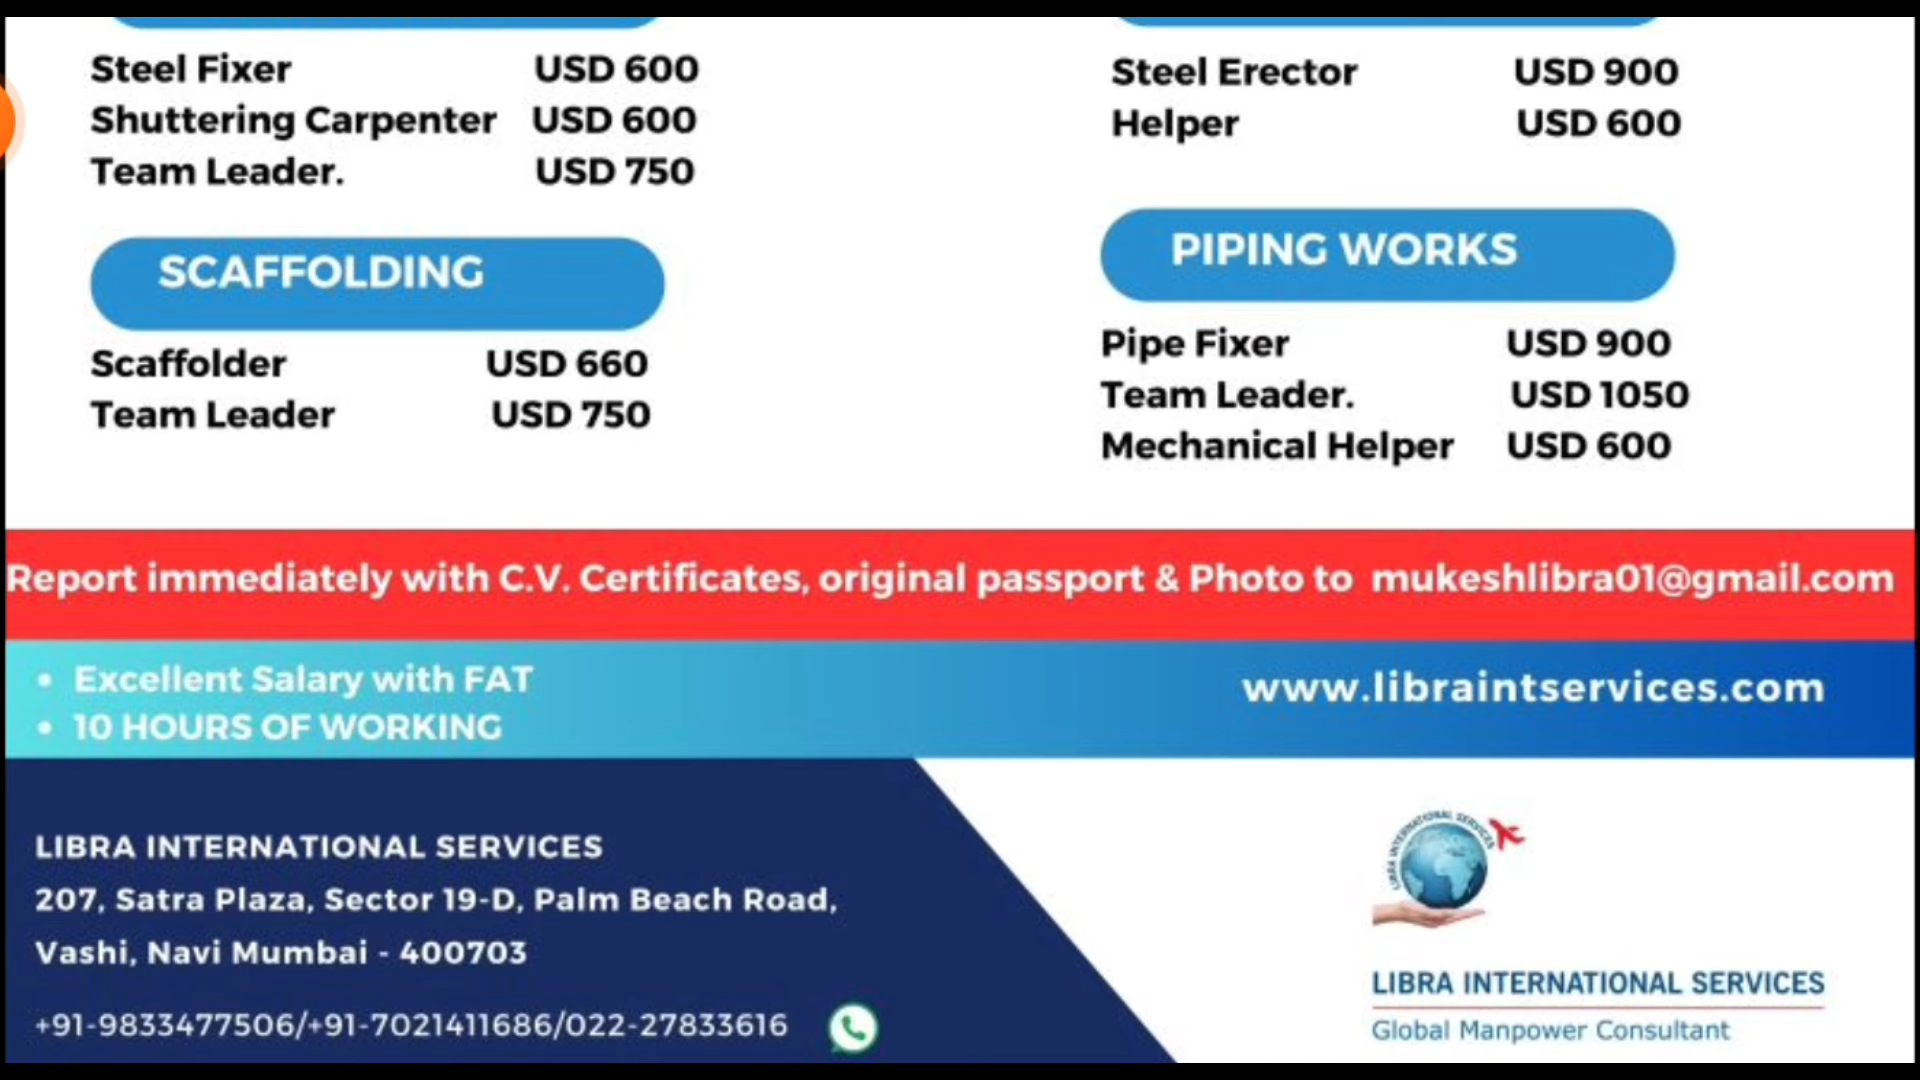 Steel Fixer USD 600
Shuttering Carpenter USD 600
Team Leader. USD 750
SCAFFOLDING
Scaffolder USD 660
Team Leader USD 750
Steel Erector USD 900
Helper USD 600
PIPING WORKS
Pipe Fixer USD 900
Team Leader. USD 1050
Mechanical Helper USD 600
Report immediately with C.V. Certificates, original passport & Photo to mukeshlibra01@gmail.com
• Excellent Salary with FAT
• 10 HOURS OF WORKING
www.libraintservices.com
LIBRA INTERNATIONAL SERVICES
207, Satra Plaza, Sector 19-D, Palm Beach Road,
Vashi, Navi Mumbai - 400703
+91-9833477506/+91-7021411686/022-27833616
LIBRA INTERNATIONAL SERVICES
LIBRA INTERNATIONAL SERVICES
Global Manpower Consultant